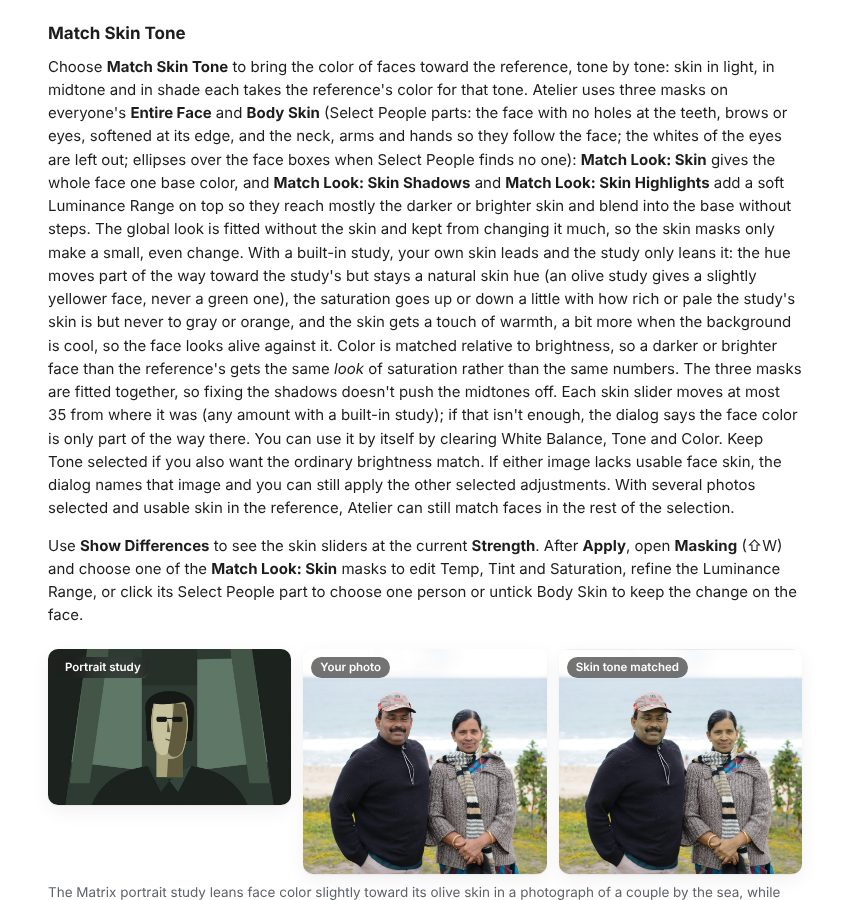 Match Skin Tone
Choose Match Skin Tone to bring the color of faces toward the reference, tone by tone: skin in light, in
midtone and in shade each takes the reference's color for that tone. Atelier uses three masks on
everyone's Entire Face and Body Skin (Select People parts: the face with no holes at the teeth, brows or
eyes, softened at its edge, and the neck, arms and hands so they follow the face; the whites of the eyes
are left out; ellipses over the face boxes when Select People finds no one): Match Look: Skin gives the
whole face one base color, and Match Look: Skin Shadows and Match Look: Skin Highlights add a soft
Luminance Range on top so they reach mostly the darker or brighter skin and blend into the base without
steps. The global look is fitted without the skin and kept from changing it much, so the skin masks only
make a small, even change. With a built-in study, your own skin leads and the study only leans it: the hue
moves part of the way toward the study's but stays a natural skin hue (an olive study gives a slightly
yellower face, never a green one), the saturation goes up or down a little with how rich or pale the study's
skin is but never to gray or orange, and the skin gets a touch of warmth, a bit more when the background
is cool, so the face looks alive against it. Color is matched relative to brightness, so a darker or brighter
face than the reference's gets the same look of saturation rather than the same numbers. The three masks
are fitted together, so fixing the shadows doesn't push the midtones off. Each skin slider moves at most
35 from where it was (any amount with a built-in study); if that isn't enough, the dialog says the face color
is only part of the way there. You can use it by itself by clearing White Balance, Tone and Color. Keep
Tone selected if you also want the ordinary brightness match. If either image lacks usable face skin, the
dialog names that image and you can still apply the other selected adjustments. With several photos
selected and usable skin in the reference, Atelier can still match faces in the rest of the selection.
Use Show Differences to see the skin sliders at the current Strength. After Apply, open Masking (⇧W)
and choose one of the Match Look: Skin masks to edit Temp, Tint and Saturation, refine the Luminance
Range, or click its Select People part to choose one person or untick Body Skin to keep the change on the
face.
Portrait study
Your photo
Skin tone matched
The Matrix portrait study leans face color slightly toward its olive skin in a photograph of a couple by the sea, while